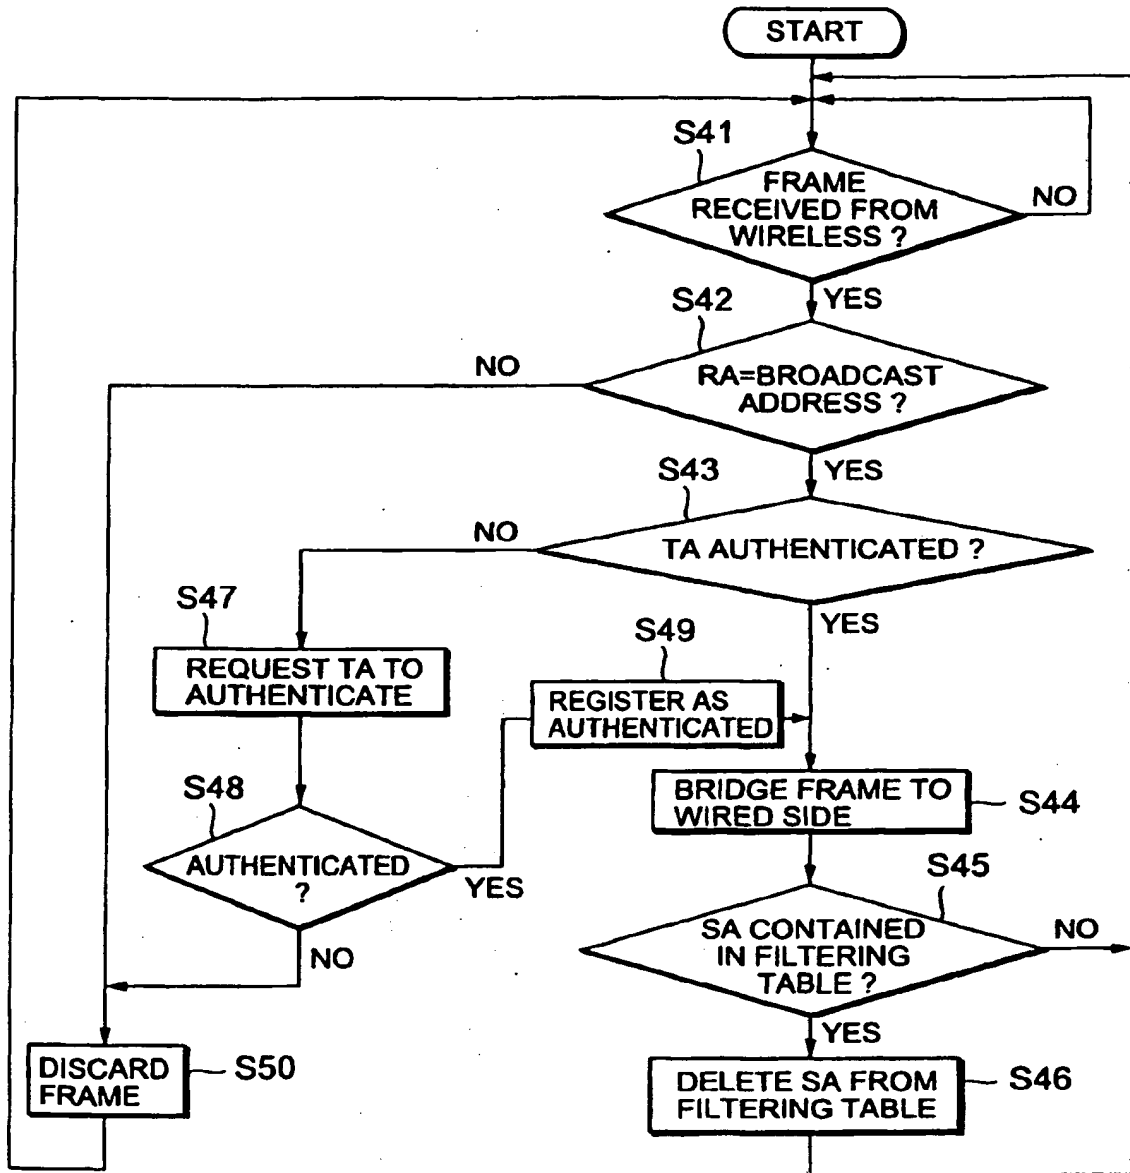 START
S41
FRAME
RECEIVED FROM
WIRELESS ?
NO
YES
S42
NO
RA=BROADCAST
ADDRESS ?
YES
S43
NO
TA AUTHENTICATED ?
YES
S47
REQUEST TA TO
AUTHENTICATE
S49
REGISTER AS
AUTHENTICATED
S48
AUTHENTICATED
?
YES
NO
BRIDGE FRAME TO
WIRED SIDE
S44
S45
SA CONTAINED
IN FILTERING
TABLE ?
NO
YES
DISCARD
FRAME
S50
DELETE SA FROM
FILTERING TABLE
S46